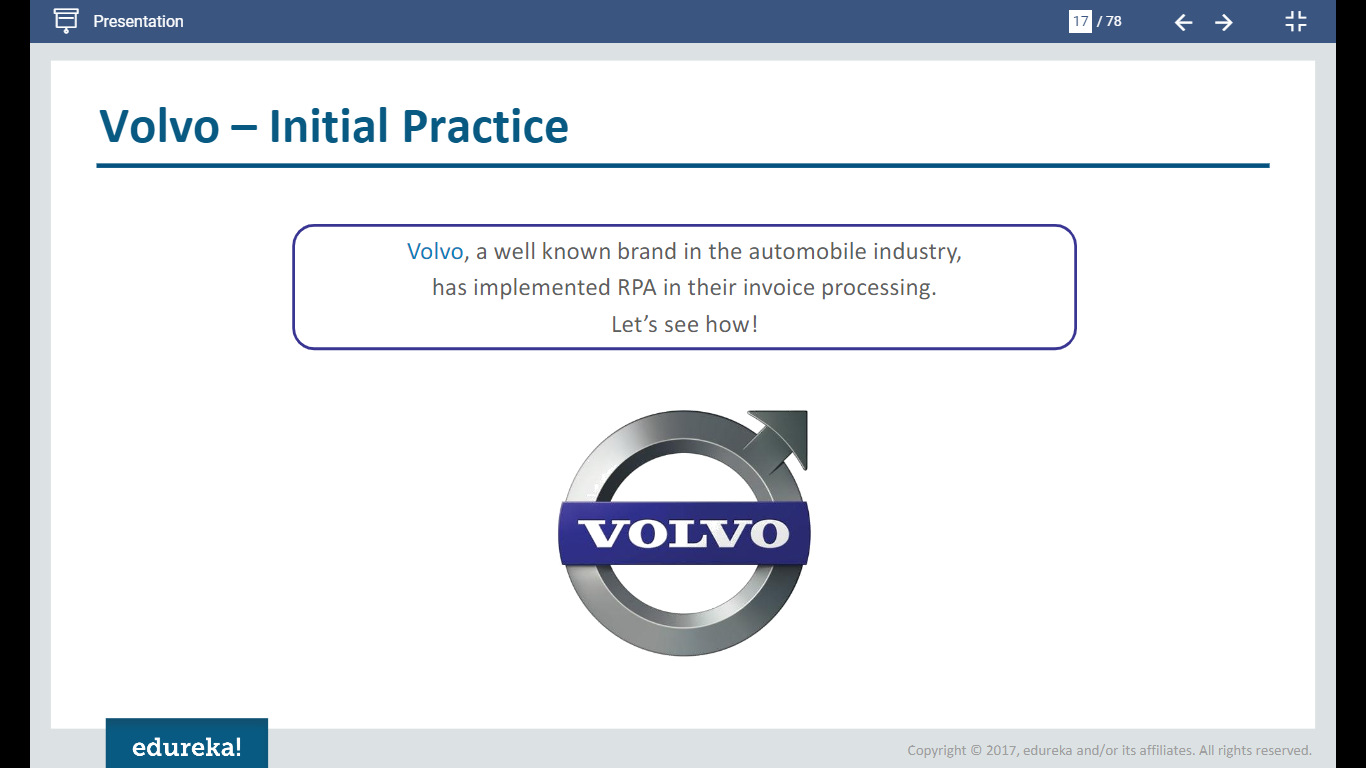 Presentation
17 / 78
Volvo – Initial Practice
Volvo, a well known brand in the automobile industry,
has implemented RPA in their invoice processing.
Let’s see how!
VOLVO
edureka!
Copyright © 2017, edureka and/or its affiliates. All rights reserved.